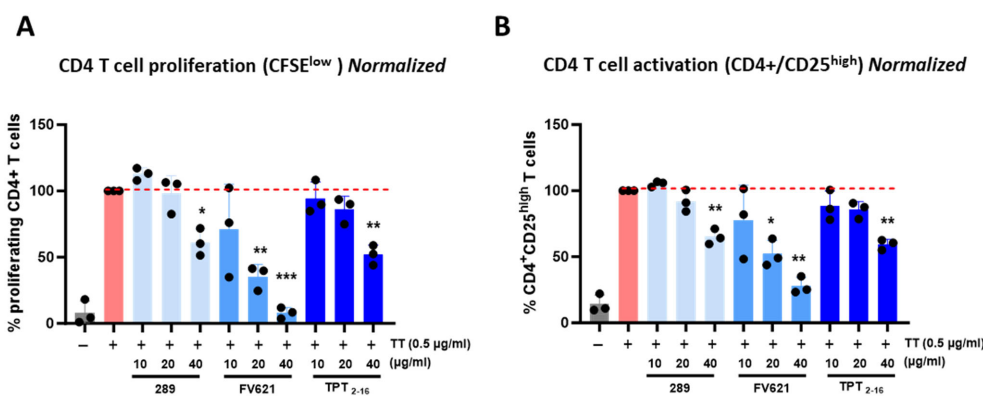 A
CD4 T cell proliferation (CFSElow ) Normalized
% proliferating CD4+ T cells
150
100
50
0
*
**
***
**
– + + + + + + + + + + TT (0.5 µg/ml)
10 20 40 10 20 40 10 20 40 (µg/ml)
289 FV621 TPT 2-16
B
CD4 T cell activation (CD4+/CD25high) Normalized
% CD4+CD25high T cells
150
100
50
0
**
*
**
**
– + + + + + + + + + + TT (0.5 µg/ml)
10 20 40 10 20 40 10 20 40 (µg/ml)
289 FV621 TPT 2-16